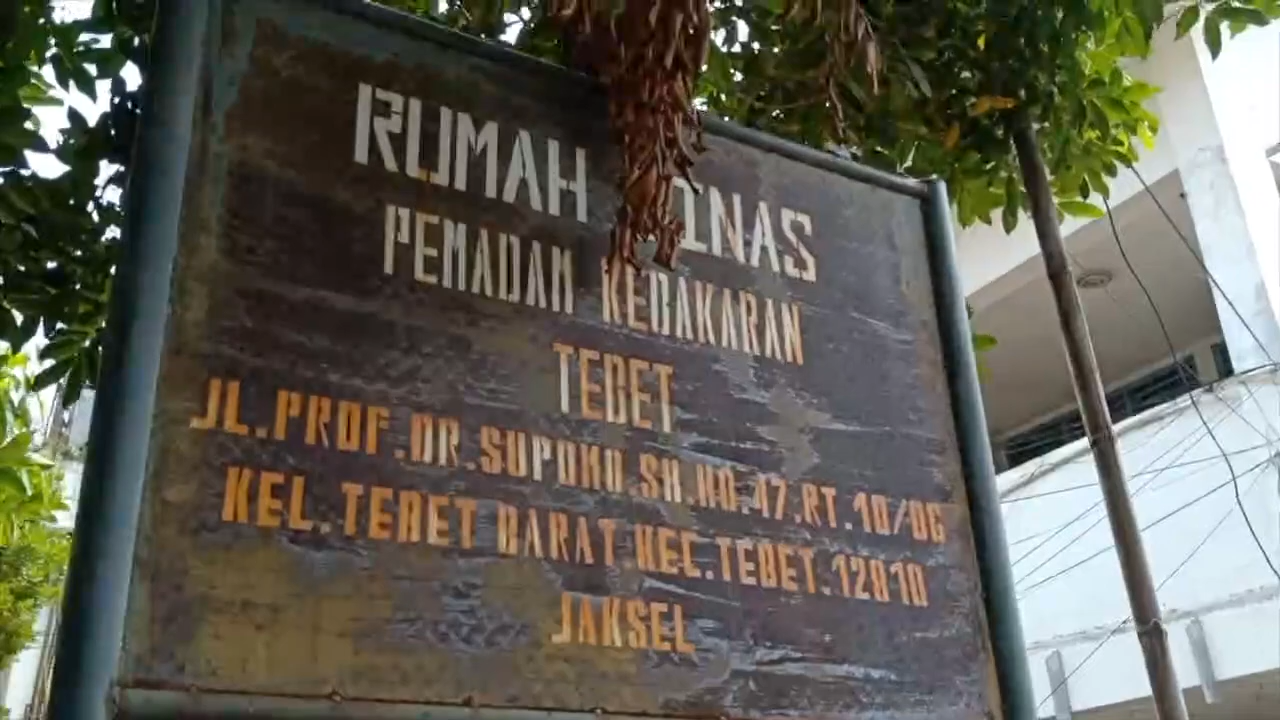 RUMAH DINAS
PEMADAM KEBAKARAN
TEBET
JL.PROF.DR.SUPOMO SH.NO.47.RT.10/06
KEL.TEBET BARAT KEC.TEBET.12810
JAKSEL